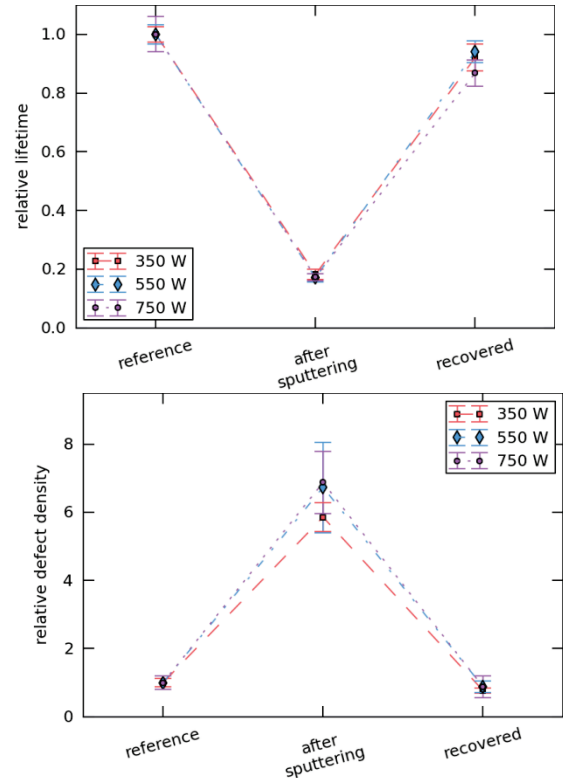 relative lifetime
1.0
0.8
0.6
0.4
0.2
0.0
350 W
550 W
750 W
reference
after
sputtering
recovered
relative defect density
8
6
4
2
0
350 W
550 W
750 W
reference
after
sputtering
recovered